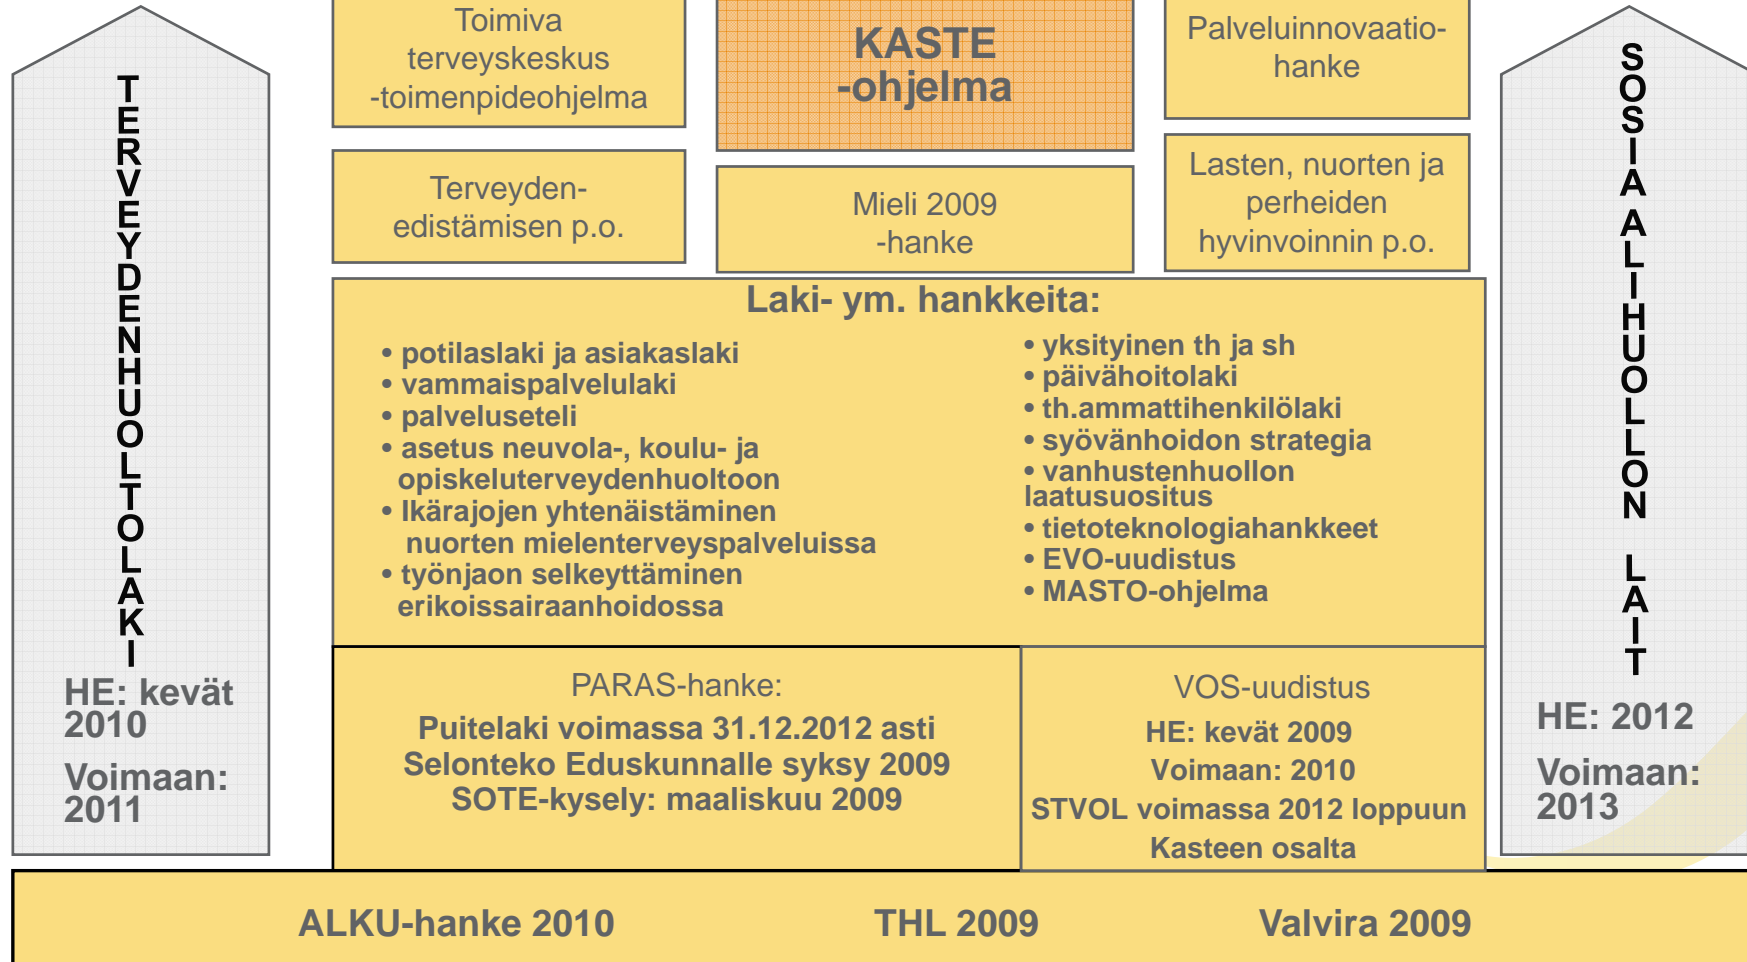 TERVEYDENHUOLTOLAKI
HE: kevät
2010
Voimaan:
2011
Toimiva
terveyskeskus
-toimenpideohjelma
KASTE
-ohjelma
Palveluinnovaatio-
hanke
Terveyden-
edistämisen p.o.
Mieli 2009
-hanke
Lasten, nuorten ja
perheiden
hyvinvoinnin p.o.
Laki- ym. hankkeita:
• potilaslaki ja asiakaslaki
• vammaispalvelulaki
• palveluseteli
• asetus neuvola-, koulu- ja
opiskeluterveydenhuoltoon
• Ikärajojen yhtenäistäminen
nuorten mielenterveyspalveluissa
• työnjaon selkeyttäminen
erikoissairaanhoidossa
• yksityinen th ja sh
• päivähoitolaki
• th.ammattihenkilölaki
• syövänhoidon strategia
• vanhustenhuollon
laatusuositus
• tietoteknologiahankkeet
• EVO-uudistus
• MASTO-ohjelma
PARAS-hanke:
Puitelaki voimassa 31.12.2012 asti
Selonteko Eduskunnalle syksy 2009
SOTE-kysely: maaliskuu 2009
VOS-uudistus
HE: kevät 2009
Voimaan: 2010
STVOL voimassa 2012 loppuun
Kasteen osalta
SOSIAALIHUOLLON LAIT
HE: 2012
Voimaan:
2013
ALKU-hanke 2010 THL 2009 Valvira 2009